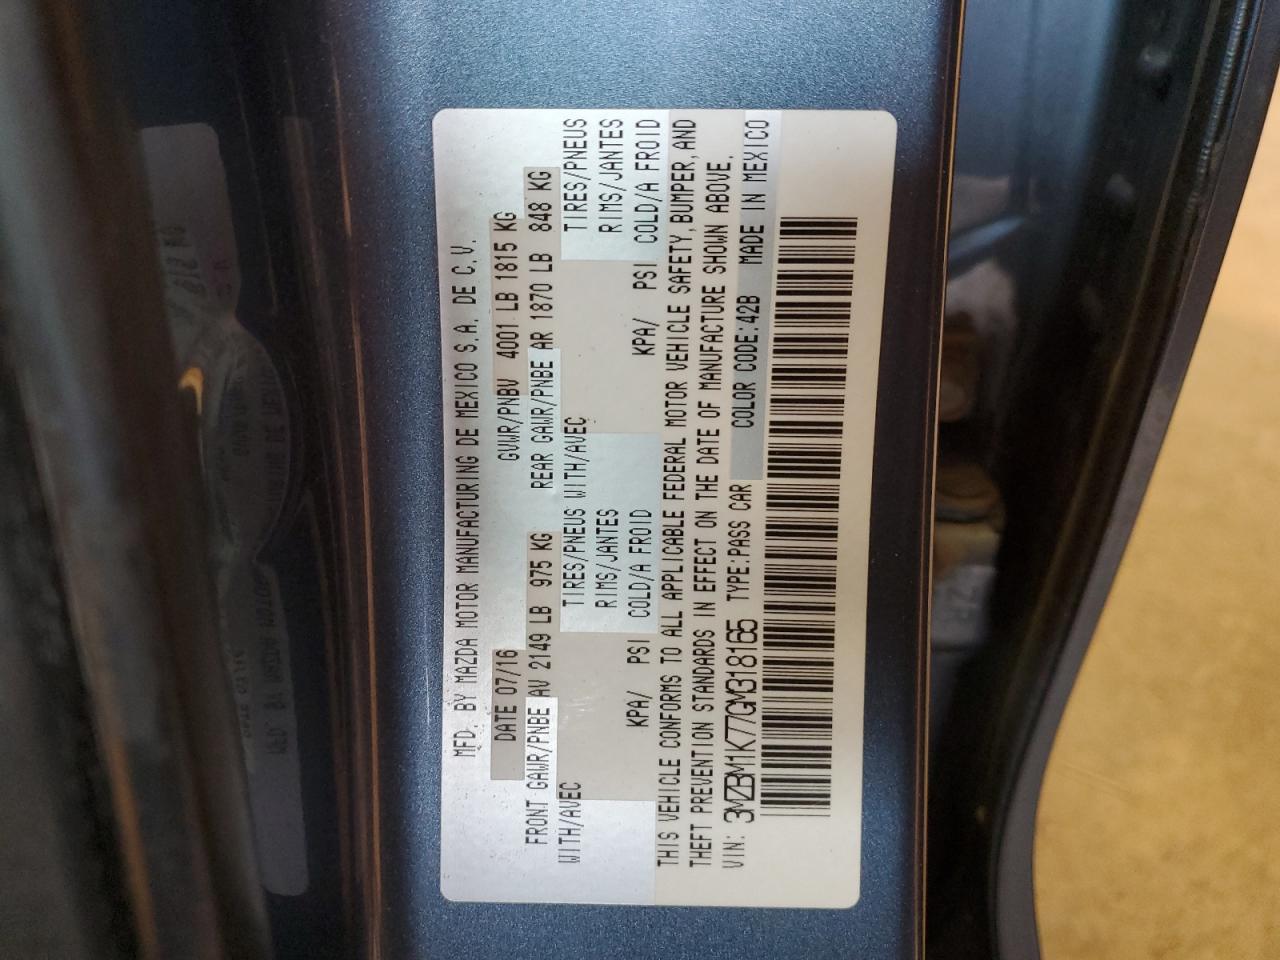 MFD. BY MAZDA MOTOR MANUFACTURING DE MEXICO S.A. DE C.V.
DATE 07/16 GVWR/PNBV 4001 LB 1815 KG
FRONT GAWR/PNBE AV 2149 LB 975 KG REAR GAWR/PNBE AR 1870 LB 848 KG
WITH/AVEC TIRES/PNEUS WITH/AVEC TIRES/PNEUS
RIMS/JANTES RIMS/JANTES
KPA/ PSI COLD/A FROID KPA/ PSI COLD/A FROID
THIS VEHICLE CONFORMS TO ALL APPLICABLE FEDERAL MOTOR VEHICLE SAFETY, BUMPER, AND
THEFT PREVENTION STANDARDS IN EFFECT ON THE DATE OF MANUFACTURE SHOWN ABOVE.
VIN: 3MZBM1K77GM318165 TYPE:PASS CAR COLOR CODE:42B MADE IN MEXICO